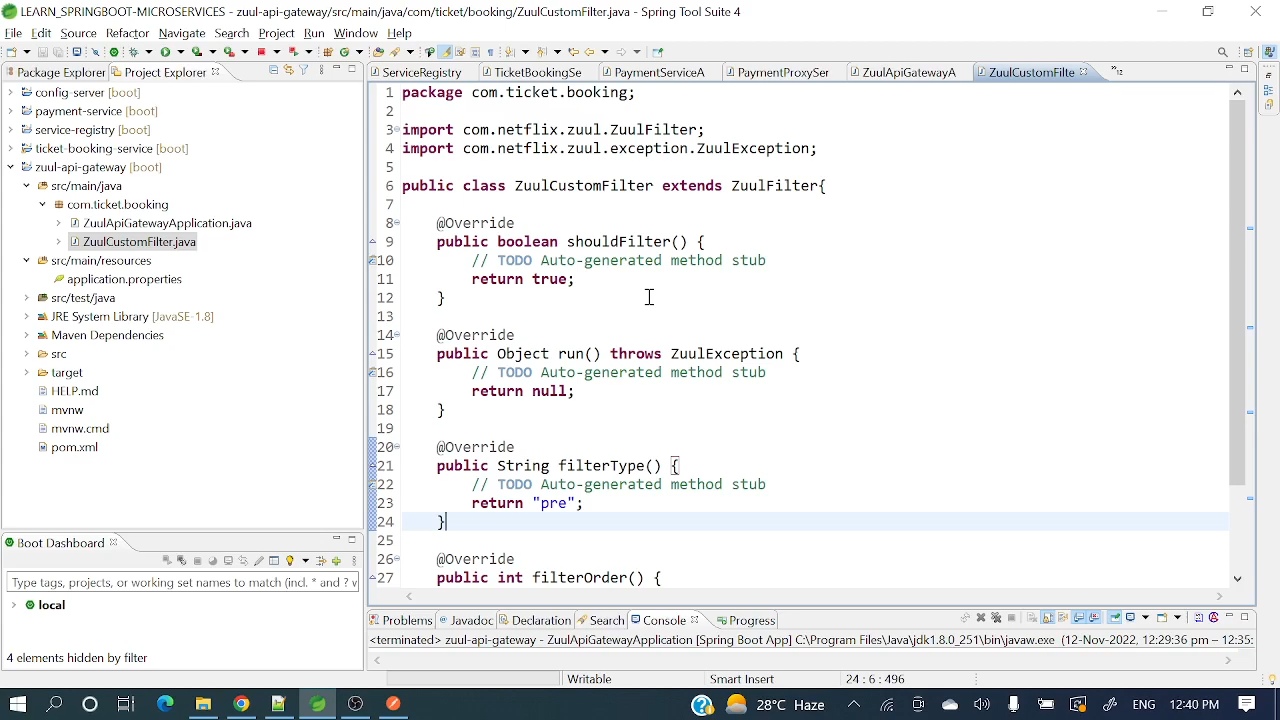 LEARN_SPRINGBOOT-MICROSERVICES - zuul-api-gateway/src/main/java/com/ticket/booking/ZuulCustomFilter.java - Spring Tool Suite 4
File Edit Source Refactor Navigate Search Project Run Window Help
Package Explorer
Project Explorer
config-server [boot]
payment-service [boot]
service-registry [boot]
ticket-booking-service [boot]
zuul-api-gateway [boot]
src/main/java
com.ticket.booking
ZuulApiGatewayApplication.java
ZuulCustomFilter.java
src/main/resources
application.properties
src/test/java
JRE System Library [JavaSE-1.8]
Maven Dependencies
src
target
HELP.md
mvnw
mvnw.cmd
pom.xml
Boot Dashboard
Type tags, projects, or working set names to match (incl. * and ? v
local
4 elements hidden by filter
ServiceRegistry TicketBookingSe PaymentServiceA PaymentProxySer ZuulApiGatewayA ZuulCustomFilte
1 package com.ticket.booking;
2
3 import com.netflix.zuul.ZuulFilter;
4 import com.netflix.zuul.exception.ZuulException;
5
6 public class ZuulCustomFilter extends ZuulFilter{
7
8 @Override
9 public boolean shouldFilter() {
10 // TODO Auto-generated method stub
11 return true;
12 }
13
14 @Override
15 public Object run() throws ZuulException {
16 // TODO Auto-generated method stub
17 return null;
18 }
19
20 @Override
21 public String filterType() {
22 // TODO Auto-generated method stub
23 return "pre";
24 }
25
26 @Override
27 public int filterOrder() {
Problems Javadoc Declaration Search Console Progress
<terminated> zuul-api-gateway - ZuulApiGatewayApplication [Spring Boot App] C:\Program Files\Java\jdk1.8.0_251\bin\javaw.exe (12-Nov-2022, 12:29:36 pm – 12:35:
Writable Smart Insert 24 : 6 : 496
28°C Haze ENG 12:40 PM